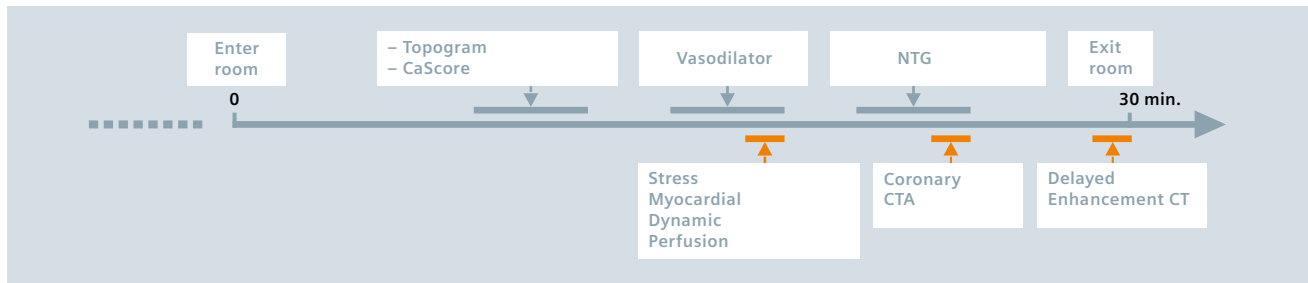 Enter
room
– Topogram
– CaScore
Vasodilator
NTG
Exit
room
0
30 min.
Stress
Myocardial
Dynamic
Perfusion
Coronary
CTA
Delayed
Enhancement CT